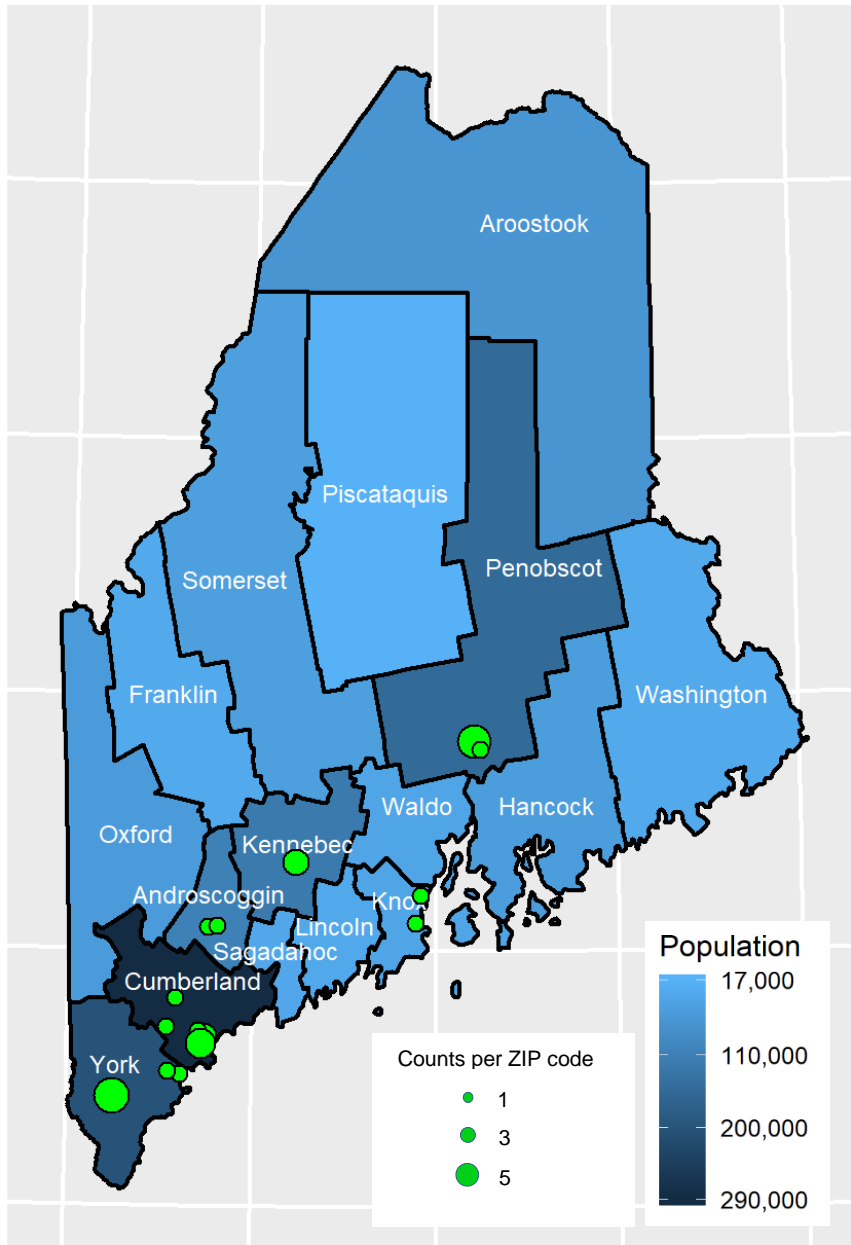 Aroostook
Piscataquis
Penobscot
Somerset
Franklin
Washington
Waldo
Hancock
Oxford
Kennebec
Androscoggin
Knox
Lincoln
Sagadahoc
Cumberland
York
Population
17,000
110,000
200,000
290,000
Counts per ZIP code
1
3
5